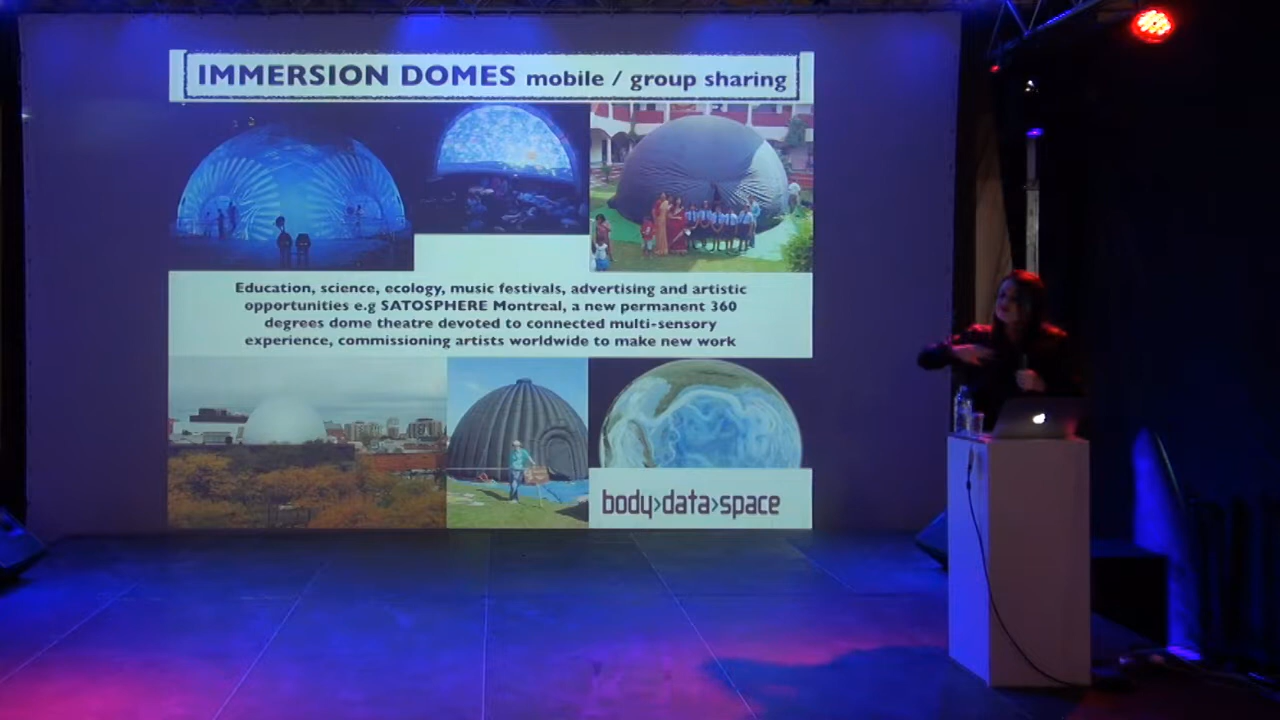 IMMERSION DOMES mobile / group sharing
Education, science, ecology, music festivals, advertising and artistic
opportunities e.g SATOSPHERE Montreal, a new permanent 360
degrees dome theatre devoted to connected multi-sensory
experience, commissioning artists worldwide to make new work
body>data>space